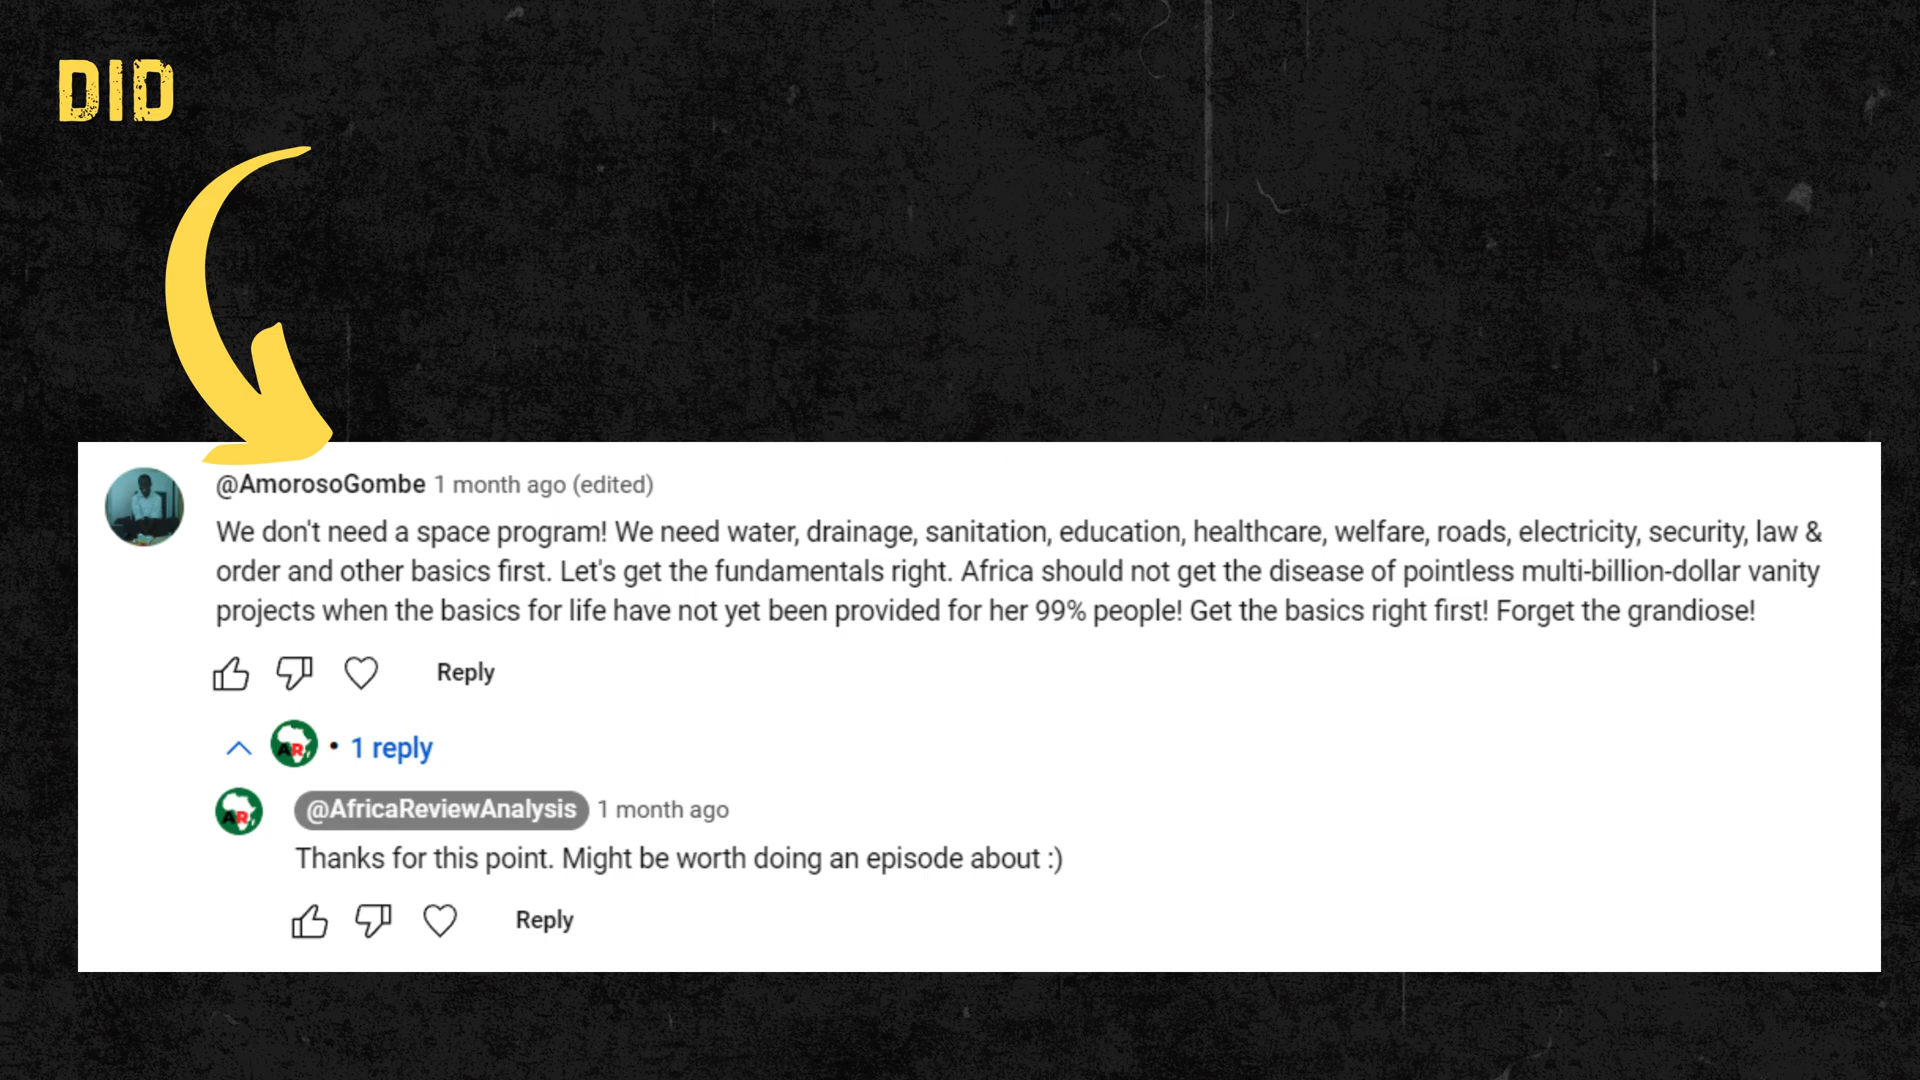 DID
@AmorosoGombe 1 month ago (edited)
We don't need a space program! We need water, drainage, sanitation, education, healthcare, welfare, roads, electricity, security, law &
order and other basics first. Let's get the fundamentals right. Africa should not get the disease of pointless multi-billion-dollar vanity
projects when the basics for life have not yet been provided for her 99% people! Get the basics right first! Forget the grandiose!
Reply
AR • 1 reply
AR @AfricaReviewAnalysis 1 month ago
Thanks for this point. Might be worth doing an episode about :)
Reply